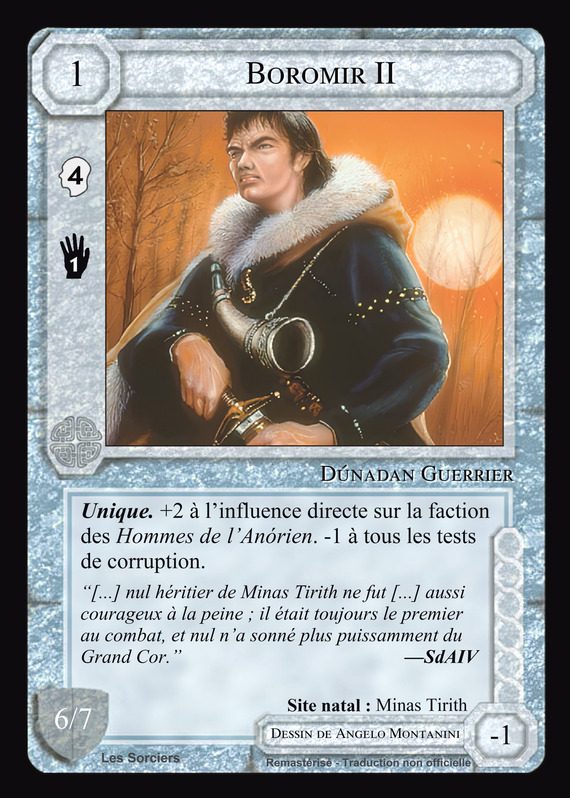 1
BOROMIR II
4
1
DÚNADAN GUERRIER
Unique. +2 à l'influence directe sur la faction
des Hommes de l'Anórien. -1 à tous les tests
de corruption.
“[...] nul héritier de Minas Tirith ne fut [...] aussi
courageux à la peine ; il était toujours le premier
au combat, et nul n'a sonné plus puissamment du
Grand Cor.” —SdAIV
Site natal : Minas Tirith
6/7
DESSIN DE ANGELO MONTANINI
-1
Les Sorciers
Remastérisé - Traduction non officielle